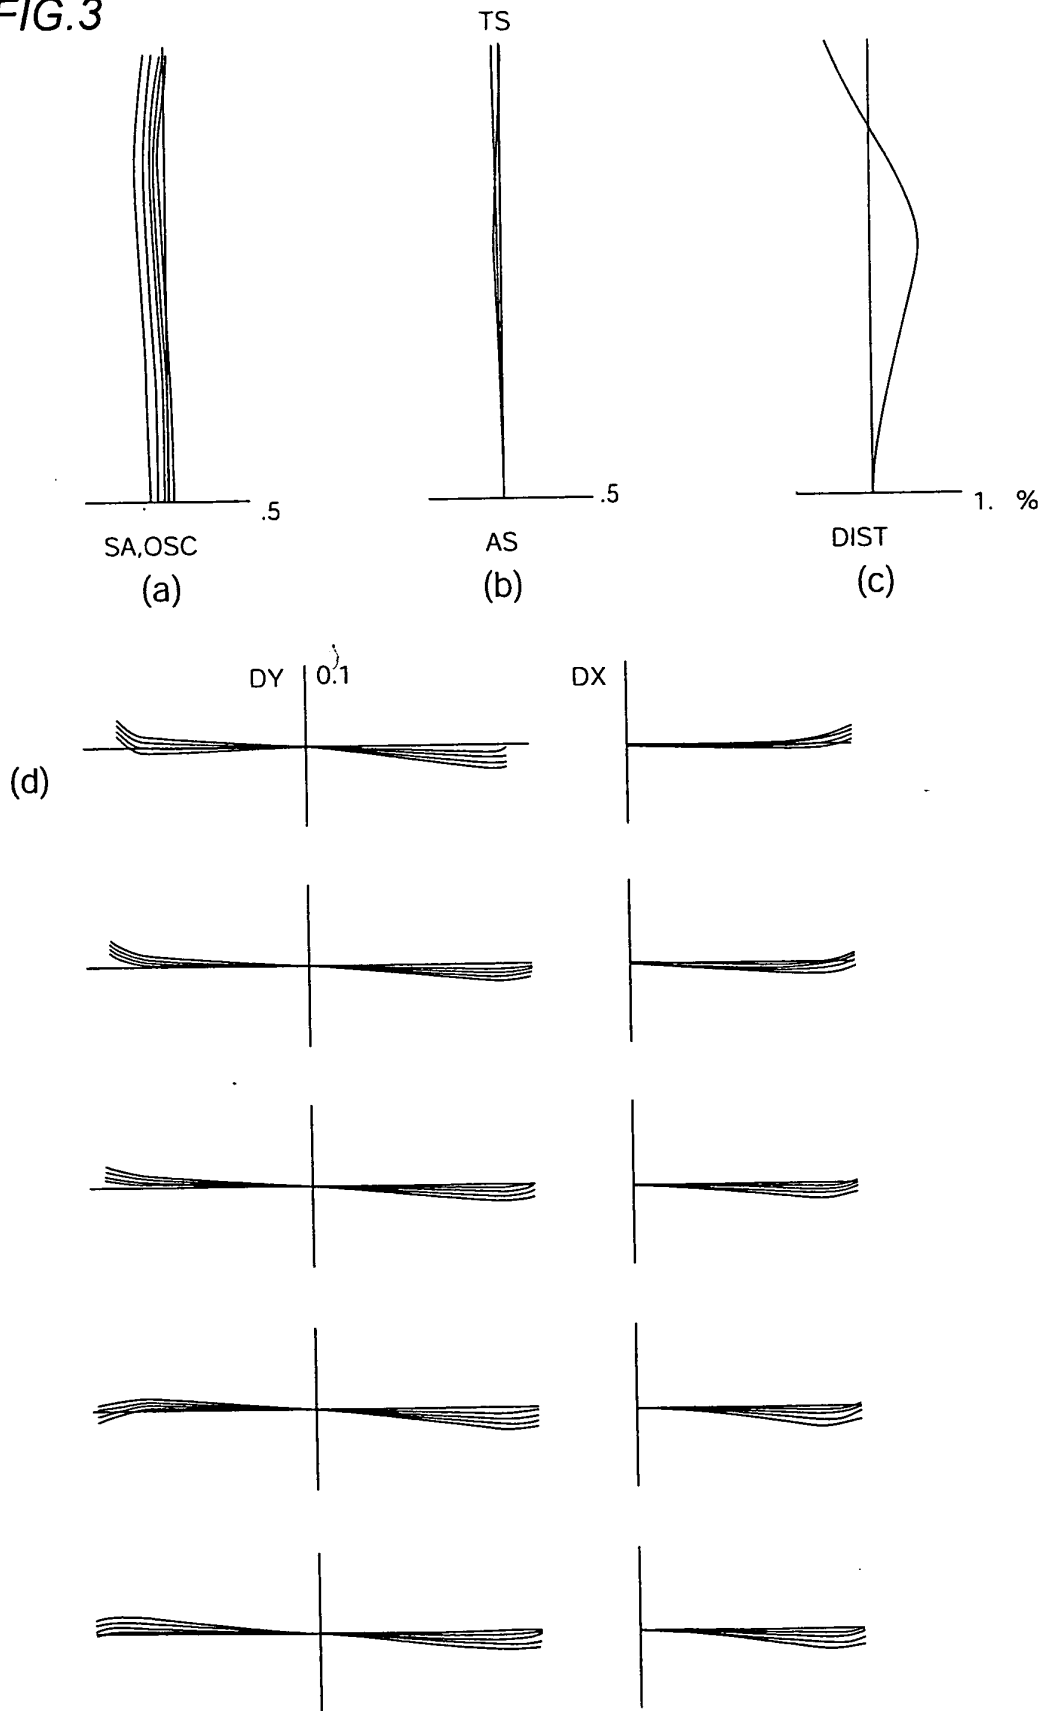 FIG.3
TS
.5
.5
1. %
SA,OSC
AS
DIST
(a)
(b)
(c)
DY
0.1
DX
(d)